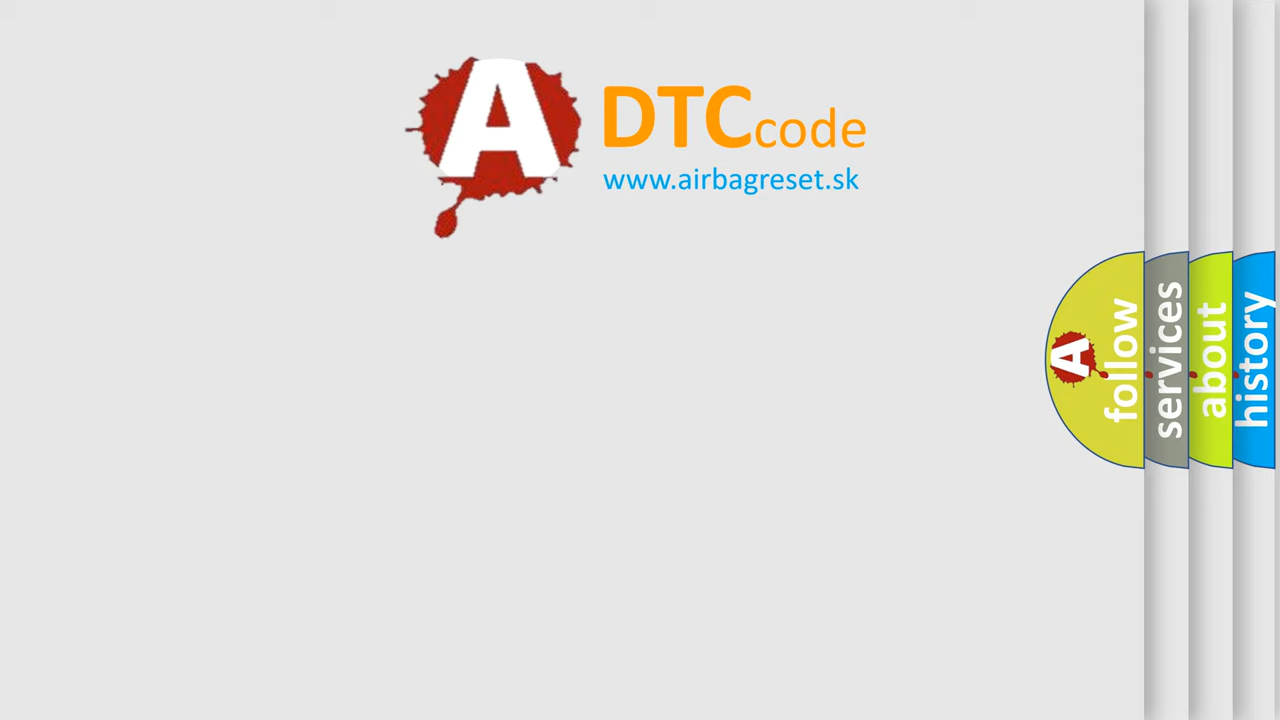 A
DTCcode
www.airbagreset.sk
A
follow
services
about
history